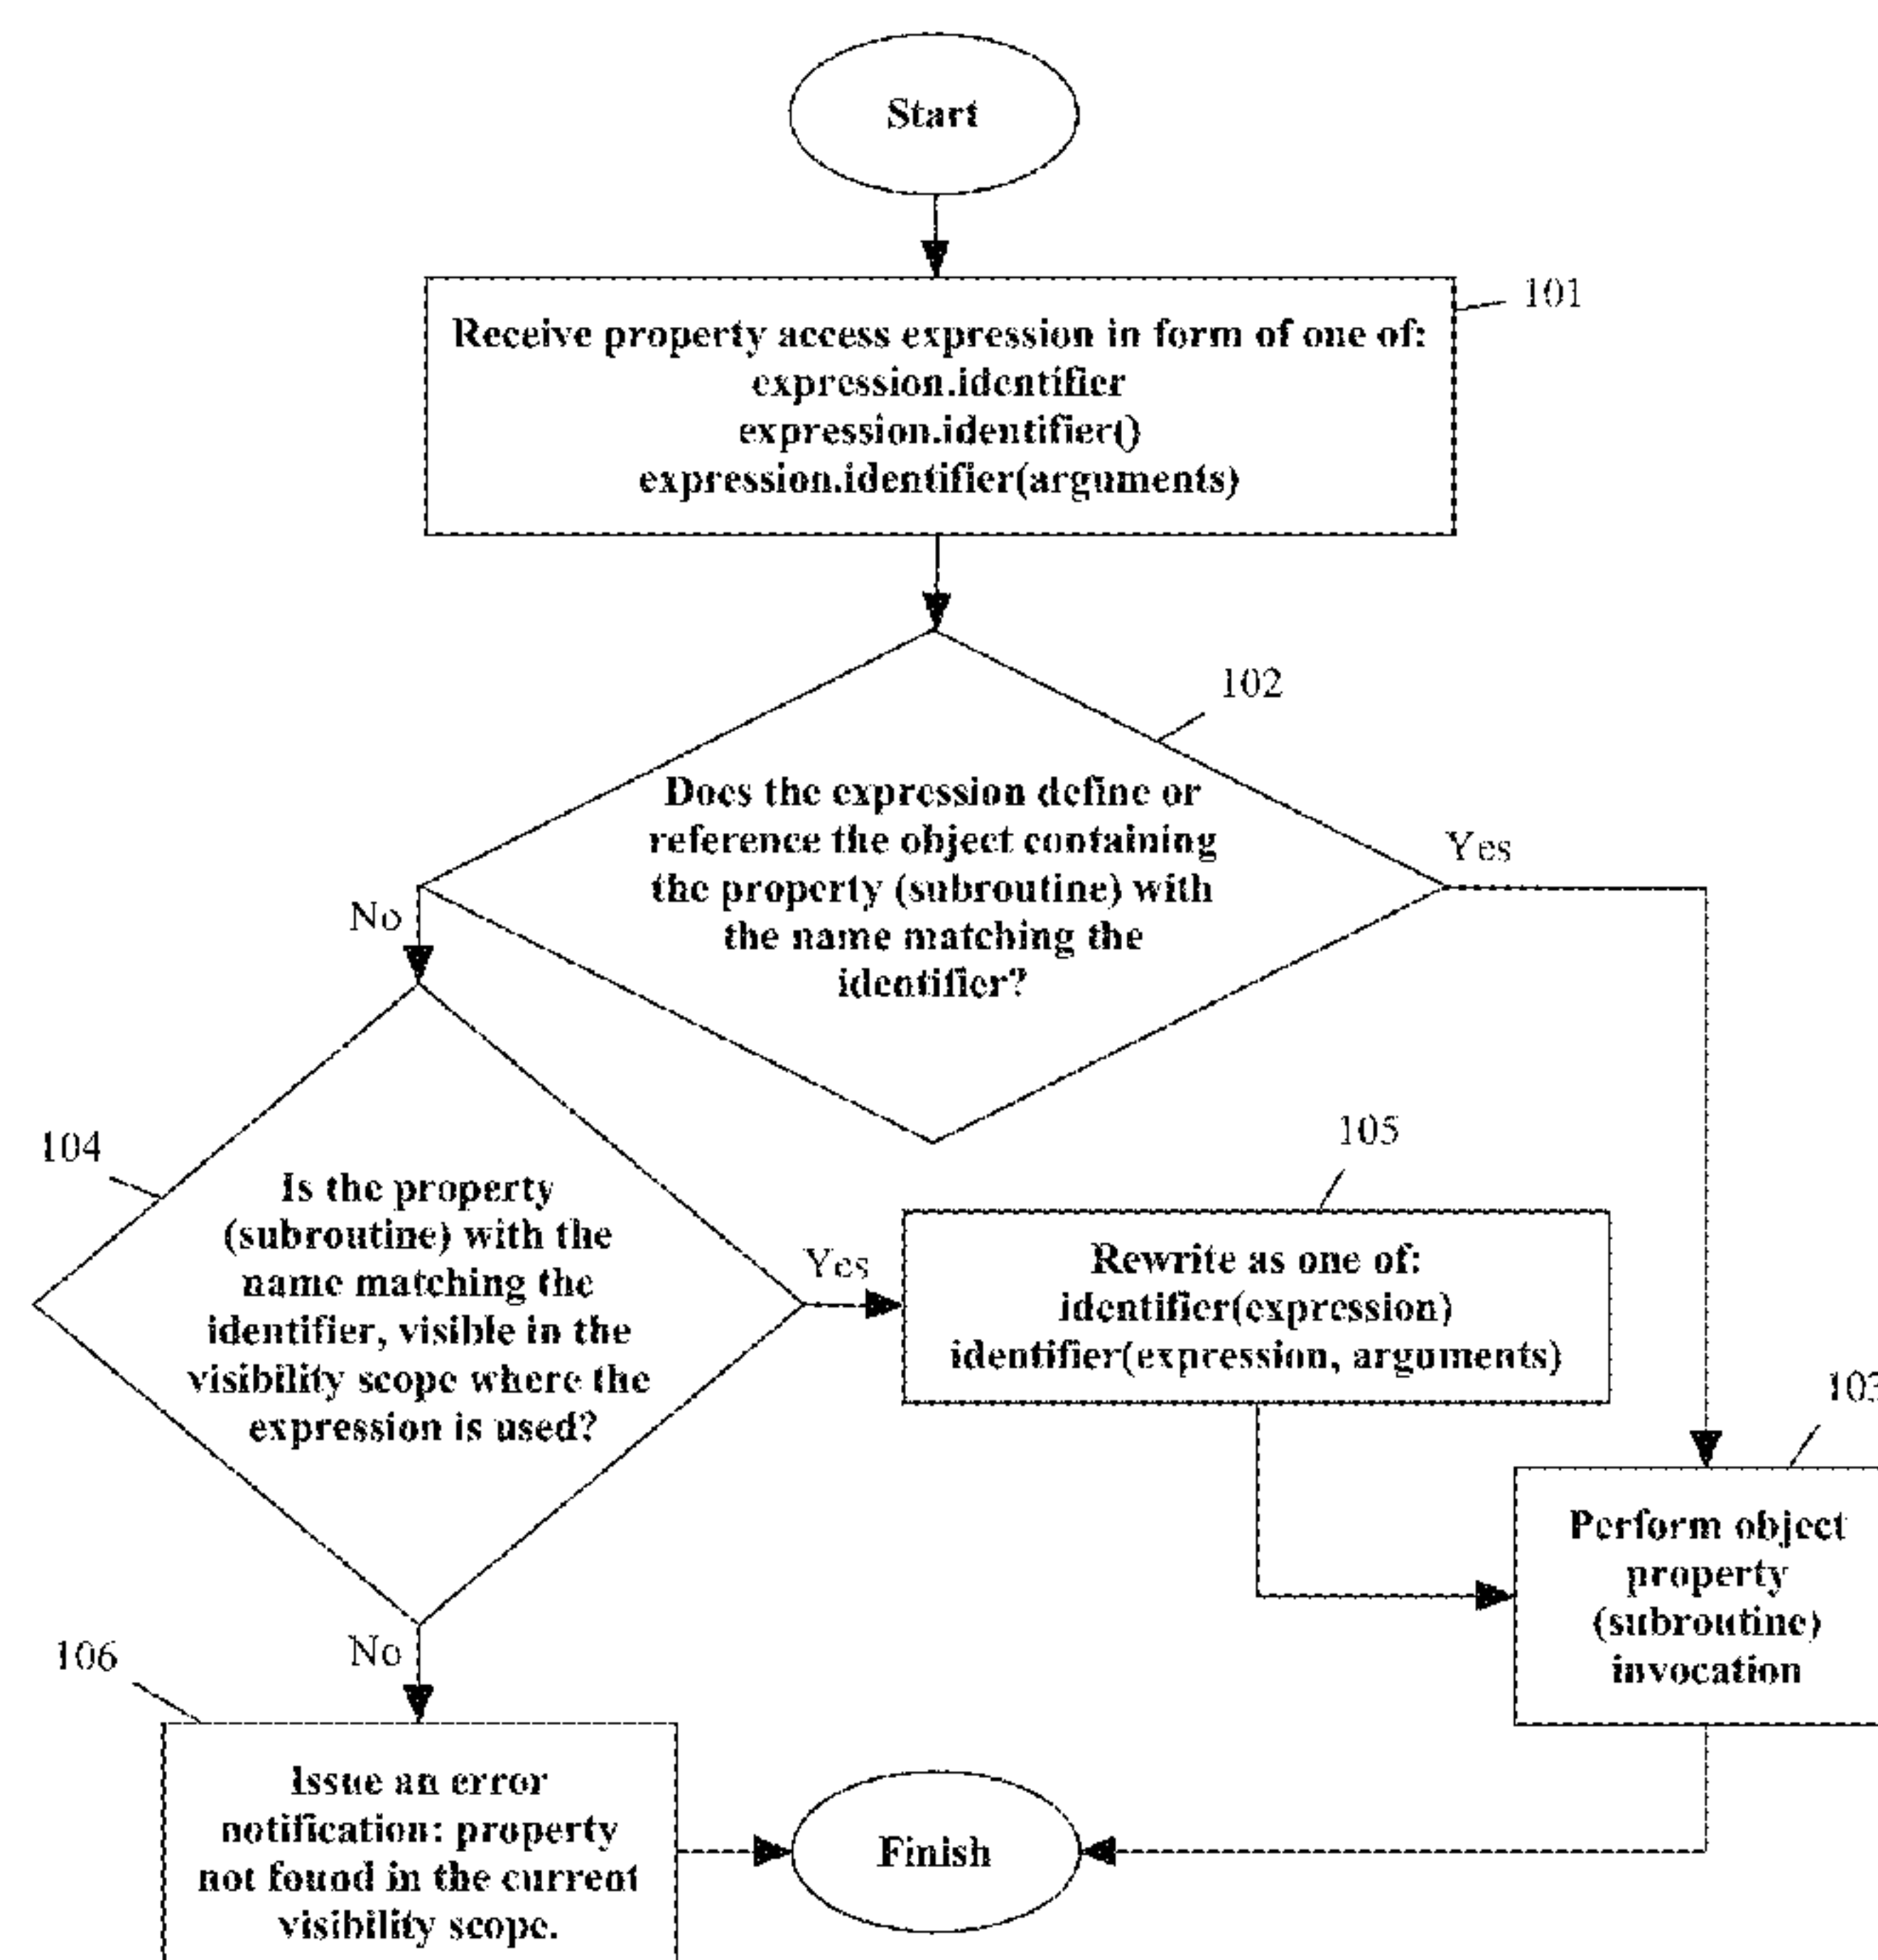 Start
101
Receive property access expression in form of one of:
expression.identifier
expression.identifier()
expression.identifier(arguments)
102
Does the expression define or
reference the object containing
the property (subroutine) with
the name matching the
identifier?
Yes
No
104
Is the property
(subroutine) with the
name matching the
identifier, visible in the
visibility scope where the
expression is used?
Yes
105
Rewrite as one of:
identifier(expression)
identifier(expression, arguments)
103
Perform object
property
(subroutine)
invocation
No
106
Issue an error
notification: property
not found in the current
visibility scope.
Finish